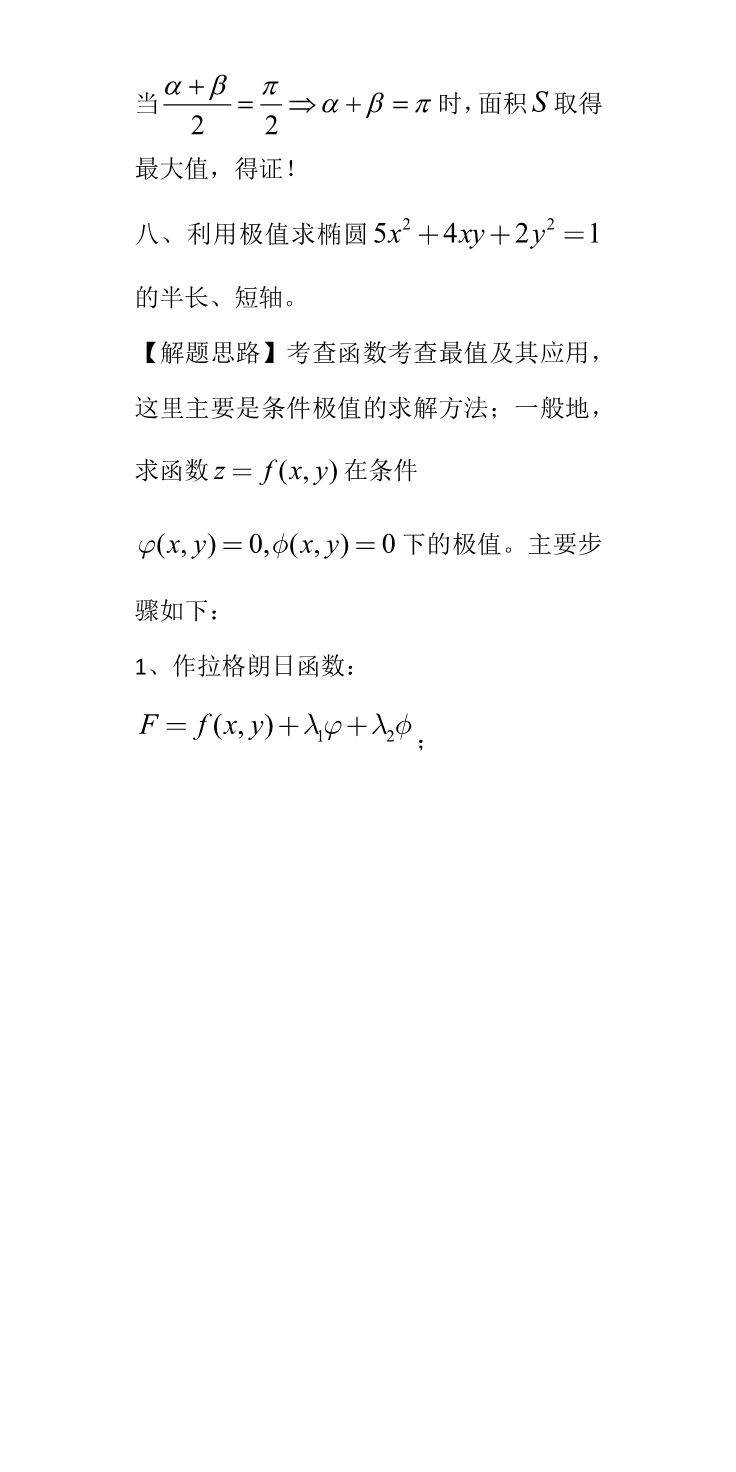 当 $\frac{\alpha+\beta}{2}=\frac{\pi}{2}\Rightarrow\alpha+\beta=\pi$ 时，面积 $S$ 取得
最大值，得证！
八、利用极值求椭圆 $5x^2+4xy+2y^2=1$
的半长、短轴。
【解题思路】考查函数考查最值及其应用，
这里主要是条件极值的求解方法；一般地，
求函数 $z=f(x,y)$ 在条件
$\varphi(x,y)=0,\phi(x,y)=0$ 下的极值。主要步
骤如下：
1、作拉格朗日函数：
$F=f(x,y)+\lambda_1\varphi+\lambda_2\phi$；